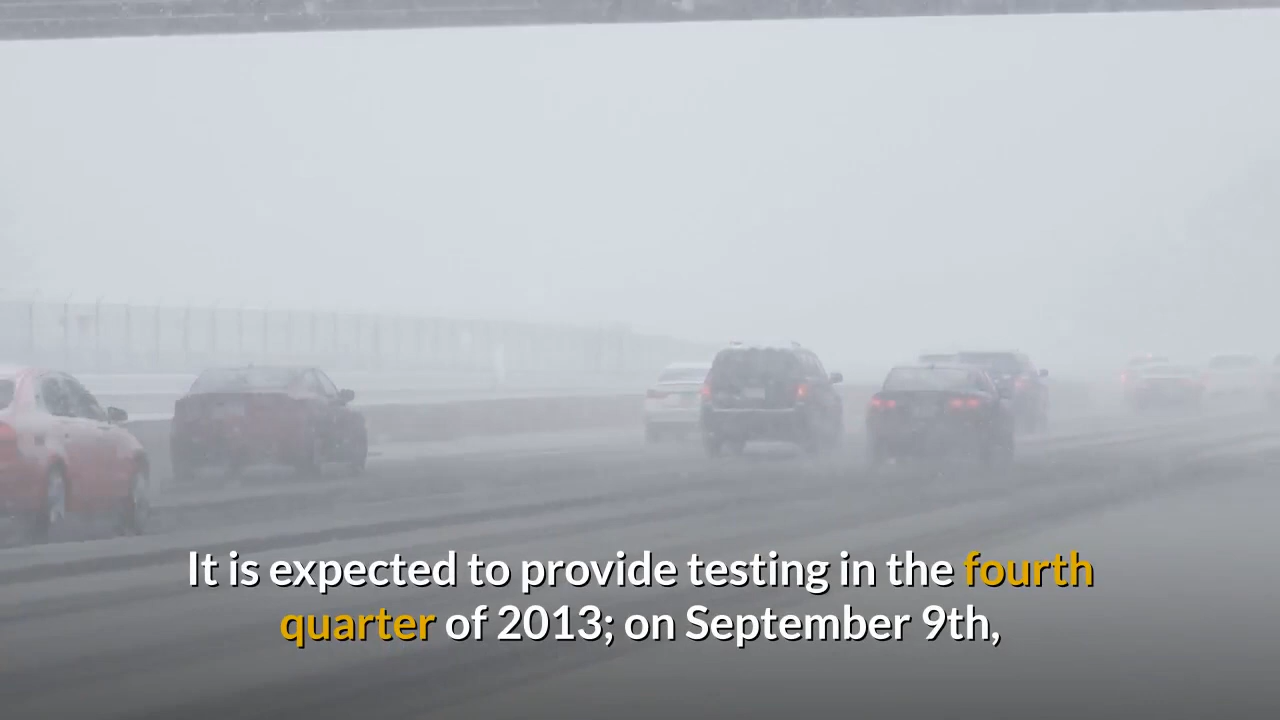 It is expected to provide testing in the fourth
quarter of 2013; on September 9th,